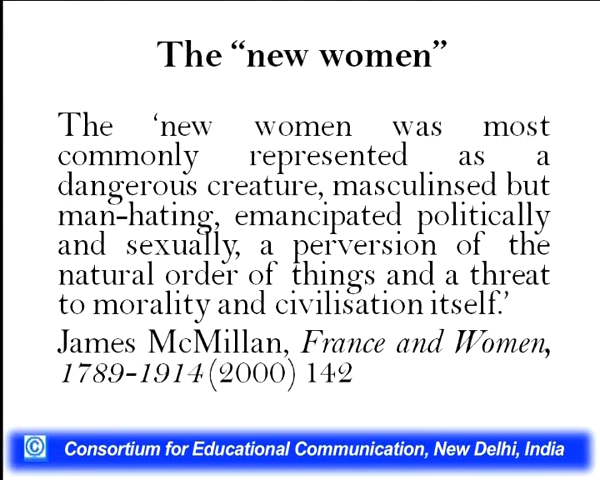 The “new women”
The ‘new women was most
commonly represented as a
dangerous creature, masculinsed but
man-hating, emancipated politically
and sexually, a perversion of the
natural order of things and a threat
to morality and civilisation itself.’
James McMillan, France and Women,
1789-1914(2000) 142
© Consortium for Educational Communication, New Delhi, India